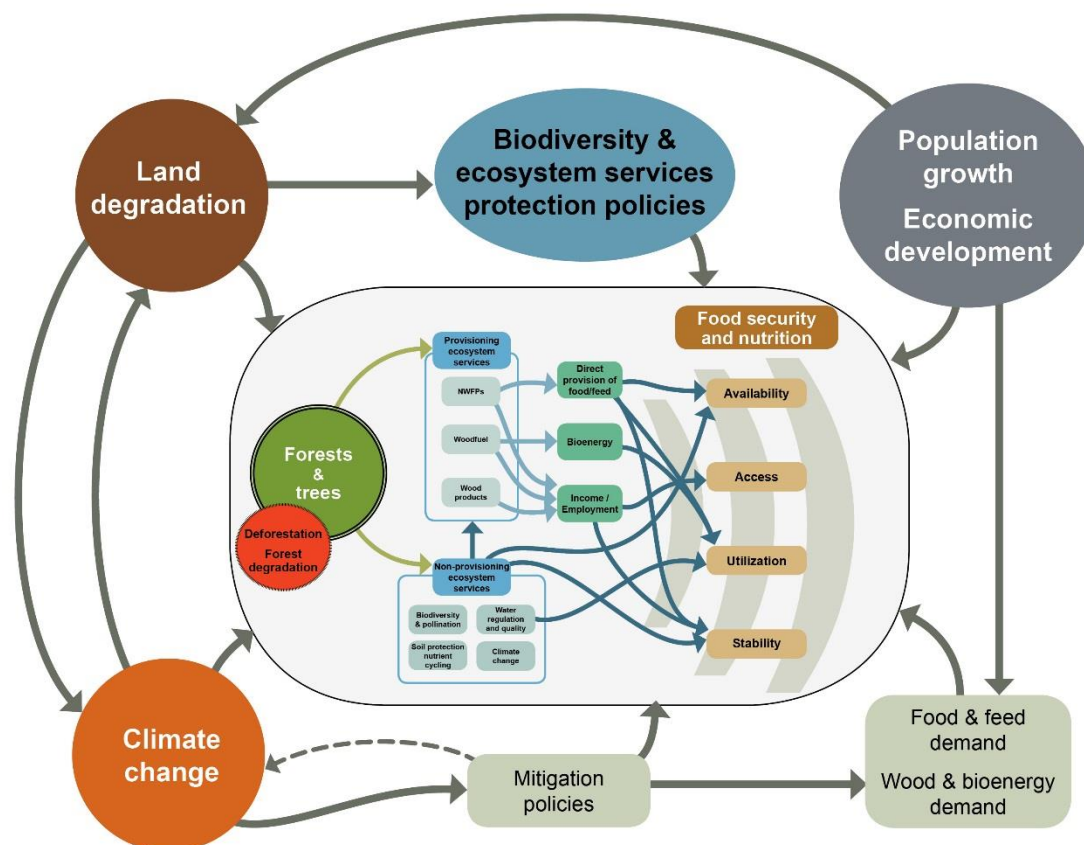 Land
degradation
Biodiversity &
ecosystem services
protection policies
Population
growth
Economic
development
Food security
and nutrition
Provisioning
ecosystem
services
NWFPs
Woodfuel
Wood
products
Direct
provision of
food/feed
Bioenergy
Income /
Employment
Availability
Access
Utilization
Stability
Forests
&
trees
Deforestation
Forest
degradation
Non-provisioning
ecosystem
services
Biodiversity
& pollination
Water
regulation
and quality
Soil protection
nutrient
cycling
Climate
change
Climate
change
Mitigation
policies
Food & feed
demand
Wood & bioenergy
demand